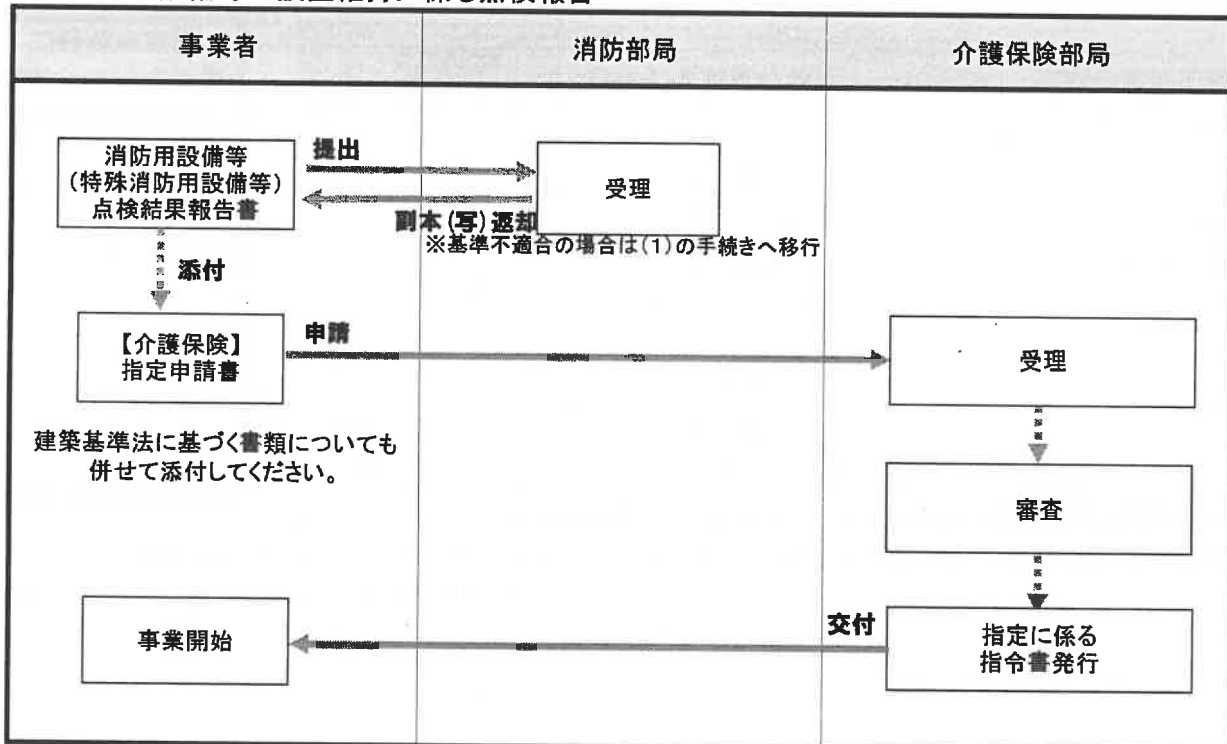 事業者
消防部局
介護保険部局
消防用設備等
（特殊消防用設備等）
点検結果報告書
提出
受理
副本(写)返却
※基準不適合の場合は(1)の手続きへ移行
添付
【介護保険】
指定申請書
申請
受理
建築基準法に基づく書類についても
併せて添付してください。
審査
事業開始
交付
指定に係る
指令書発行